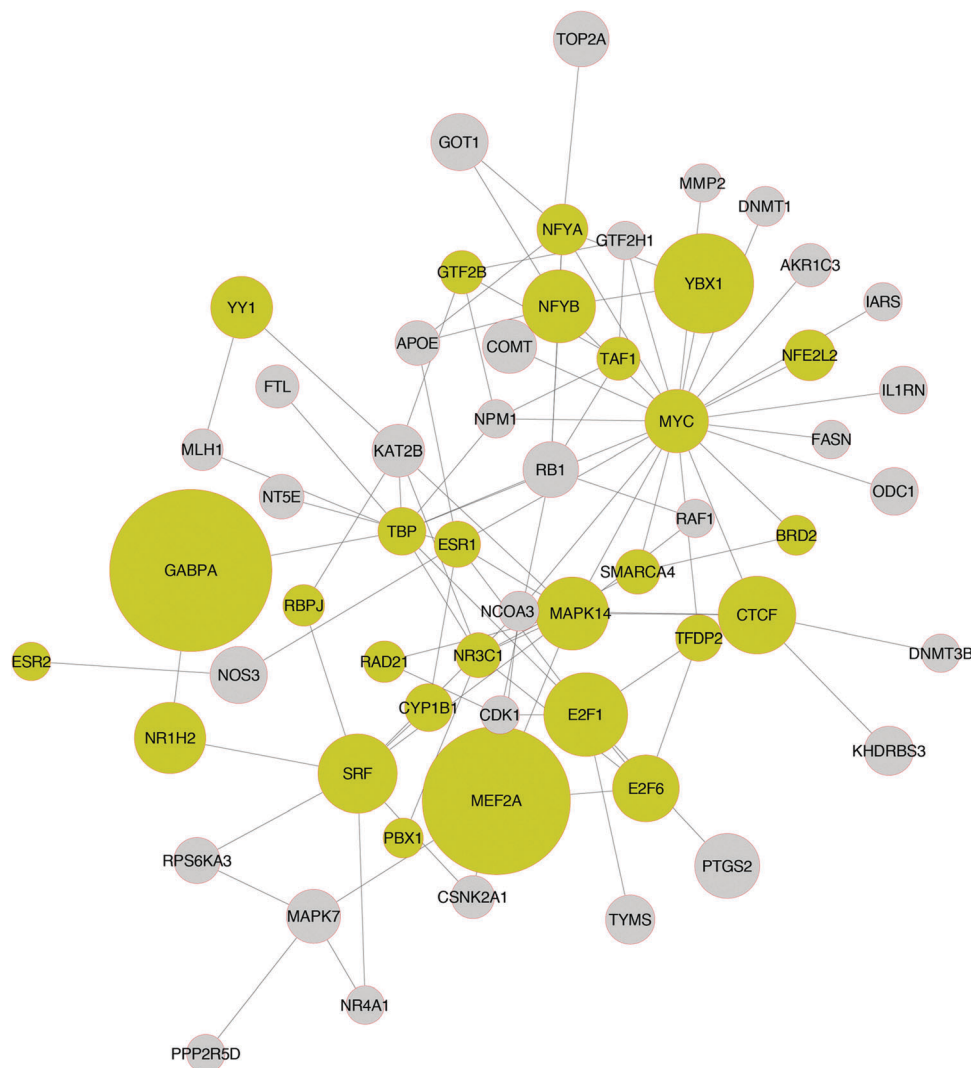 TOP2A
GOT1
MMP2
DNMT1
NFYA
GTF2H1
AKR1C3
GTF2B
YBX1
IARS
YY1
NFYB
APOE
COMT
TAF1
NFE2L2
FTL
IL1RN
NPM1
MYC
FASN
MLH1
KAT2B
RB1
NT5E
ODC1
RAF1
TBP
ESR1
BRD2
GABPA
SMARCA4
RBPJ
NCOA3
MAPK14
CTCF
TFDP2
ESR2
NOS3
RAD21
NR3C1
DNMT3B
CYP1B1
CDK1
E2F1
NR1H2
KHDRBS3
SRF
MEF2A
E2F6
PBX1
RPS6KA3
PTGS2
CSNK2A1
MAPK7
TYMS
NR4A1
PPP2R5D